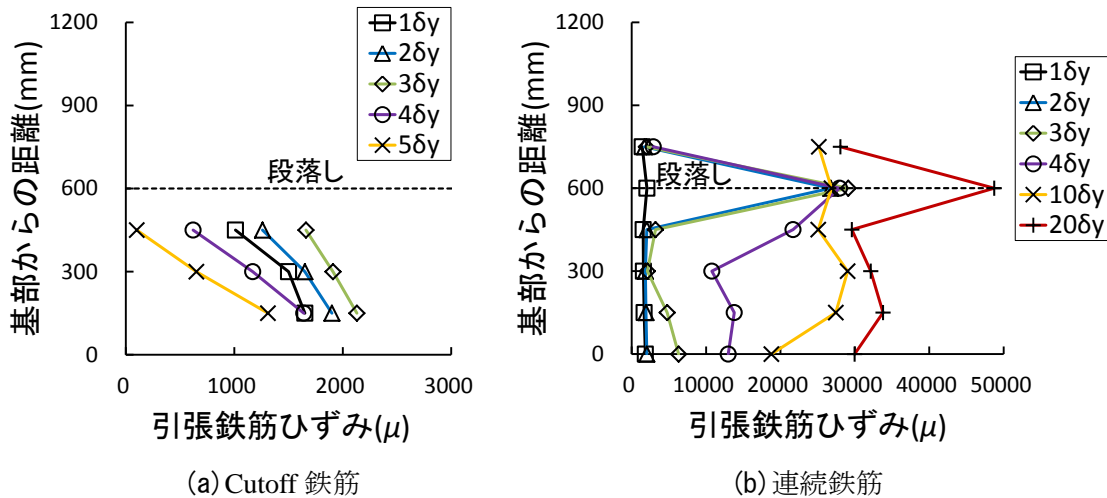 1200
900
600
300
0
0
1000
2000
3000
基部からの距離(mm)
引張鉄筋ひずみ(μ)
段落し
1δy
2δy
3δy
4δy
5δy
(a) Cutoff 鉄筋
1200
900
600
300
0
0
10000
20000
30000
40000
50000
基部からの距離(mm)
引張鉄筋ひずみ(μ)
段落し
1δy
2δy
3δy
4δy
10δy
20δy
(b) 連続鉄筋